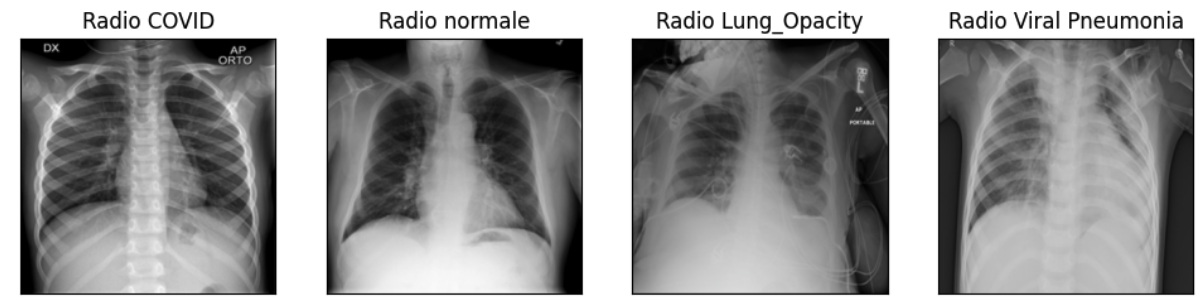 Radio COVID
Radio normale
Radio Lung_Opacity
Radio Viral Pneumonia
DX
AP
ORTO
AP
PORTABLE